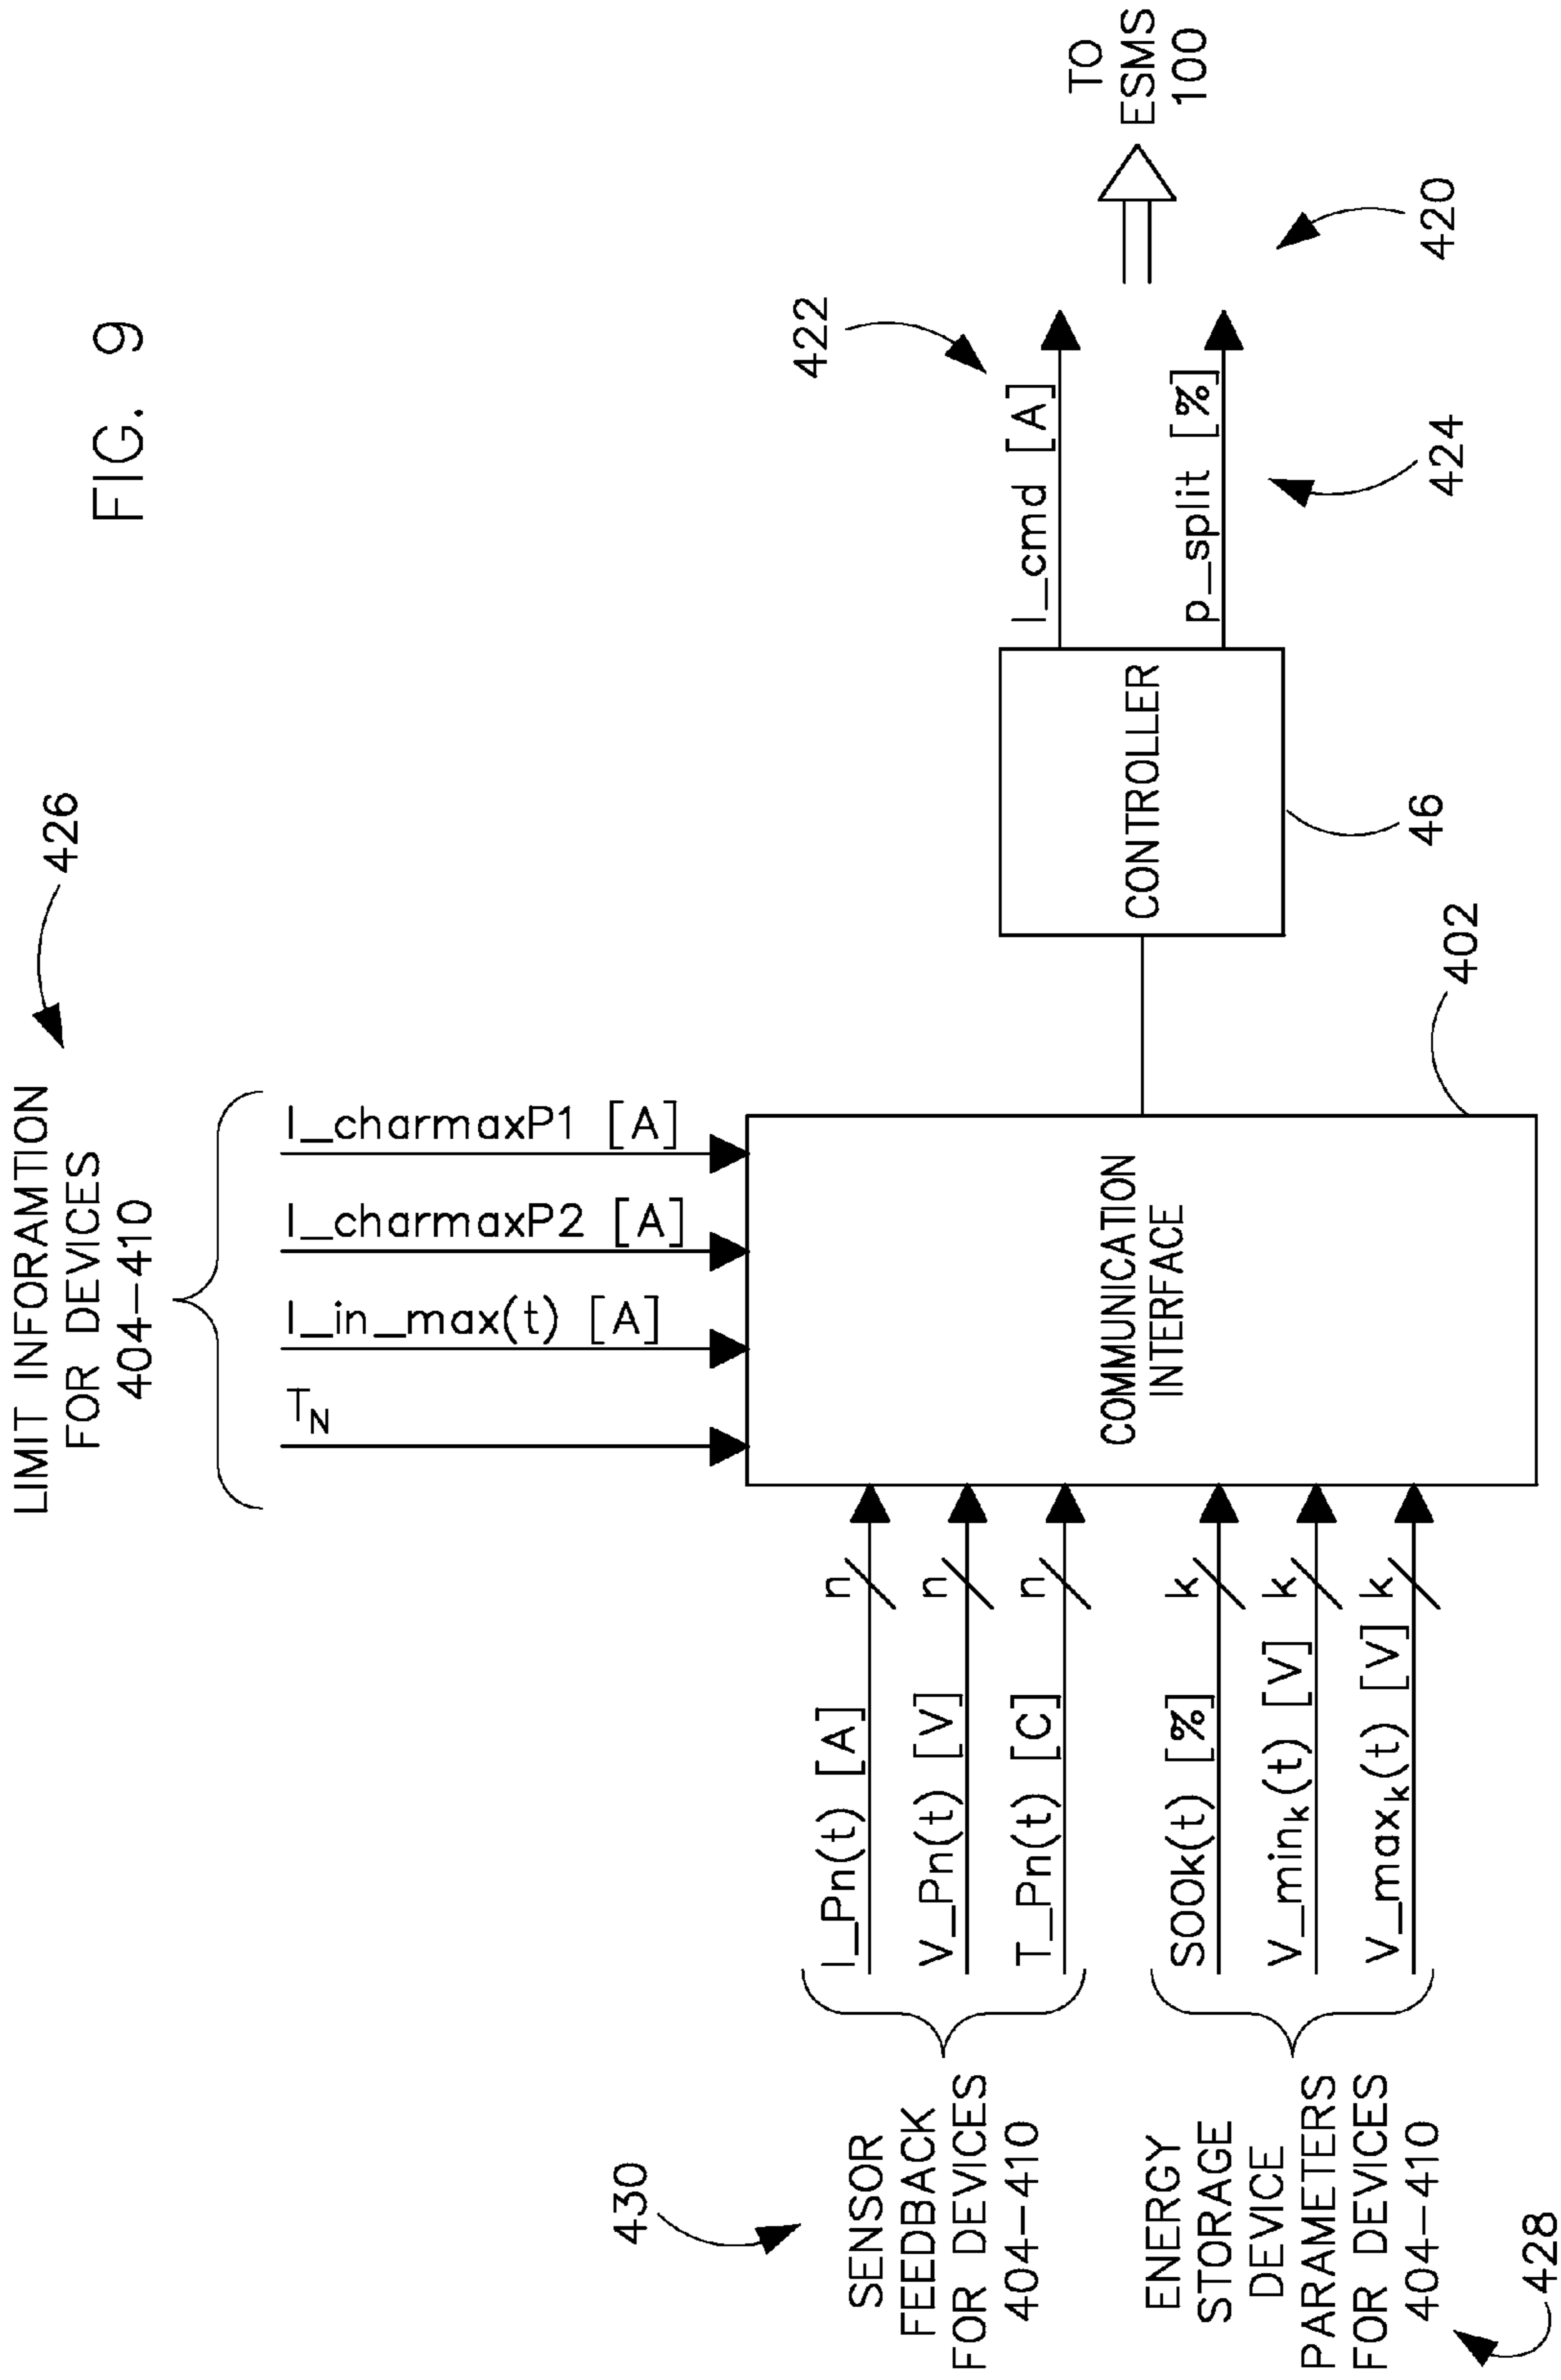 FIG. 9
LIMIT INFORAMTION
FOR DEVICES
404–410
426
T_N
I_in_max(t) [A]
I_charmaxP2 [A]
I_charmaxP1 [A]
430
SENSOR
FEEDBACK
FOR DEVICES
404–410
I_Pn(t) [A]
n
V_Pn(t) [V]
n
T_Pn(t) [C]
n
ENERGY
STORAGE
DEVICE
PARAMETERS
FOR DEVICES
404–410
428
SOOk(t) [%]
k
V_min_k(t) [V]
k
V_max_k(t) [V]
k
COMMUNICATION
INTERFACE
402
CONTROLLER
46
I_cmd [A]
422
p_split [%]
424
TO
ESMS
100
420